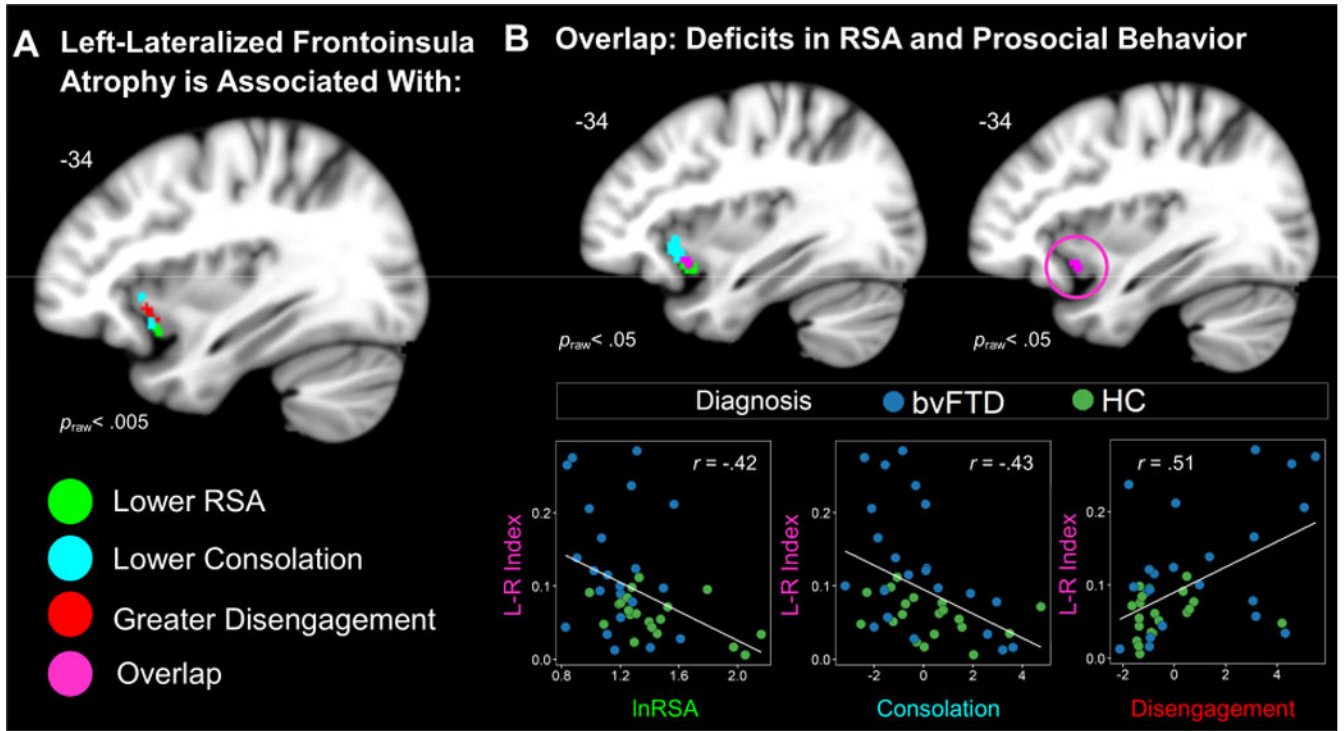 A Left-Lateralized Frontoinsula
Atrophy is Associated With:
-34
praw< .005
Lower RSA
Lower Consolation
Greater Disengagement
Overlap
B Overlap: Deficits in RSA and Prosocial Behavior
-34
-34
praw< .05
praw< .05
Diagnosis bvFTD HC
r = -.42
L-R Index
0.2
0.1
0.0
0.8 1.2 1.6 2.0
lnRSA
r = -.43
L-R Index
0.2
0.1
0.0
-2 0 2 4
Consolation
r = .51
L-R Index
0.2
0.1
0.0
-2 0 2 4
Disengagement